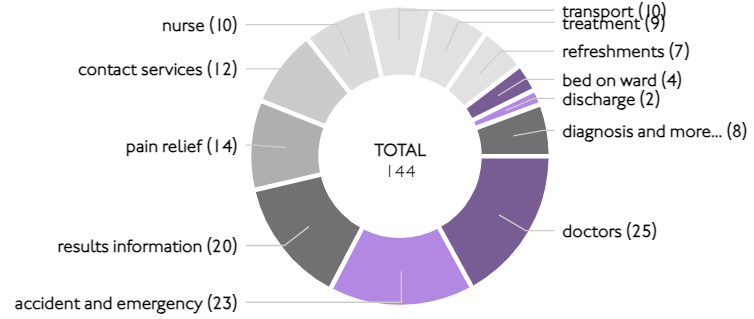 transport (10)
nurse (10)
treatment (9)
refreshments (7)
contact services (12)
bed on ward (4)
discharge (2)
diagnosis and more... (8)
pain relief (14)
TOTAL
144
doctors (25)
results information (20)
accident and emergency (23)